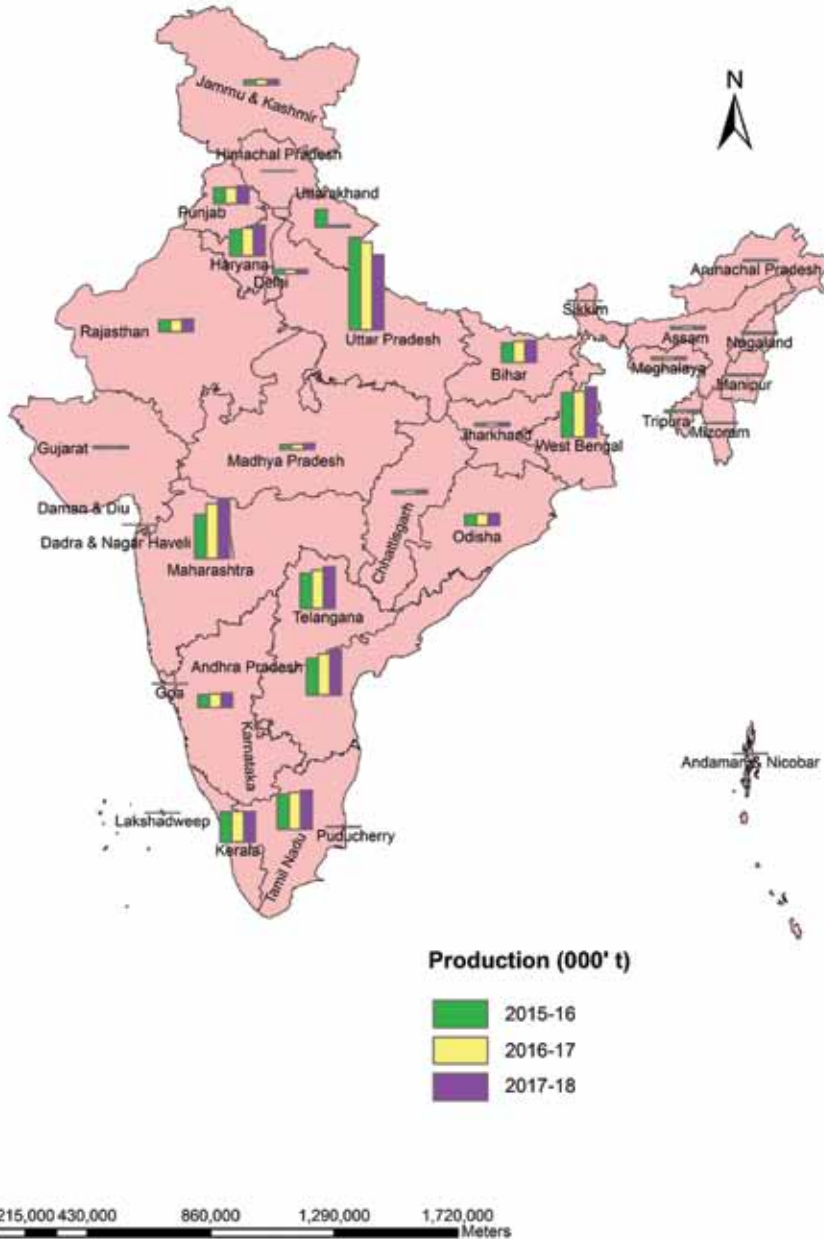 N
Jammu & Kashmir
Himachal Pradesh
Uttarakhand
Punjab
Haryana
Delhi
Arunachal Pradesh
Sikkim
Rajasthan
Uttar Pradesh
Assam
Nagaland
Bihar
Meghalaya
Manipur
Tripura
Mizoram
Jharkhand
West Bengal
Gujarat
Madhya Pradesh
Daman & Diu
Chhattisgarh
Odisha
Dadra & Nagar Haveli
Maharashtra
Telangana
Andhra Pradesh
Goa
Karnataka
Andaman & Nicobar
Lakshadweep
Puducherry
Kerala
Tamil Nadu
Production (000' t)
2015-16
2016-17
2017-18
215,000 430,000 860,000 1,290,000 1,720,000
Meters